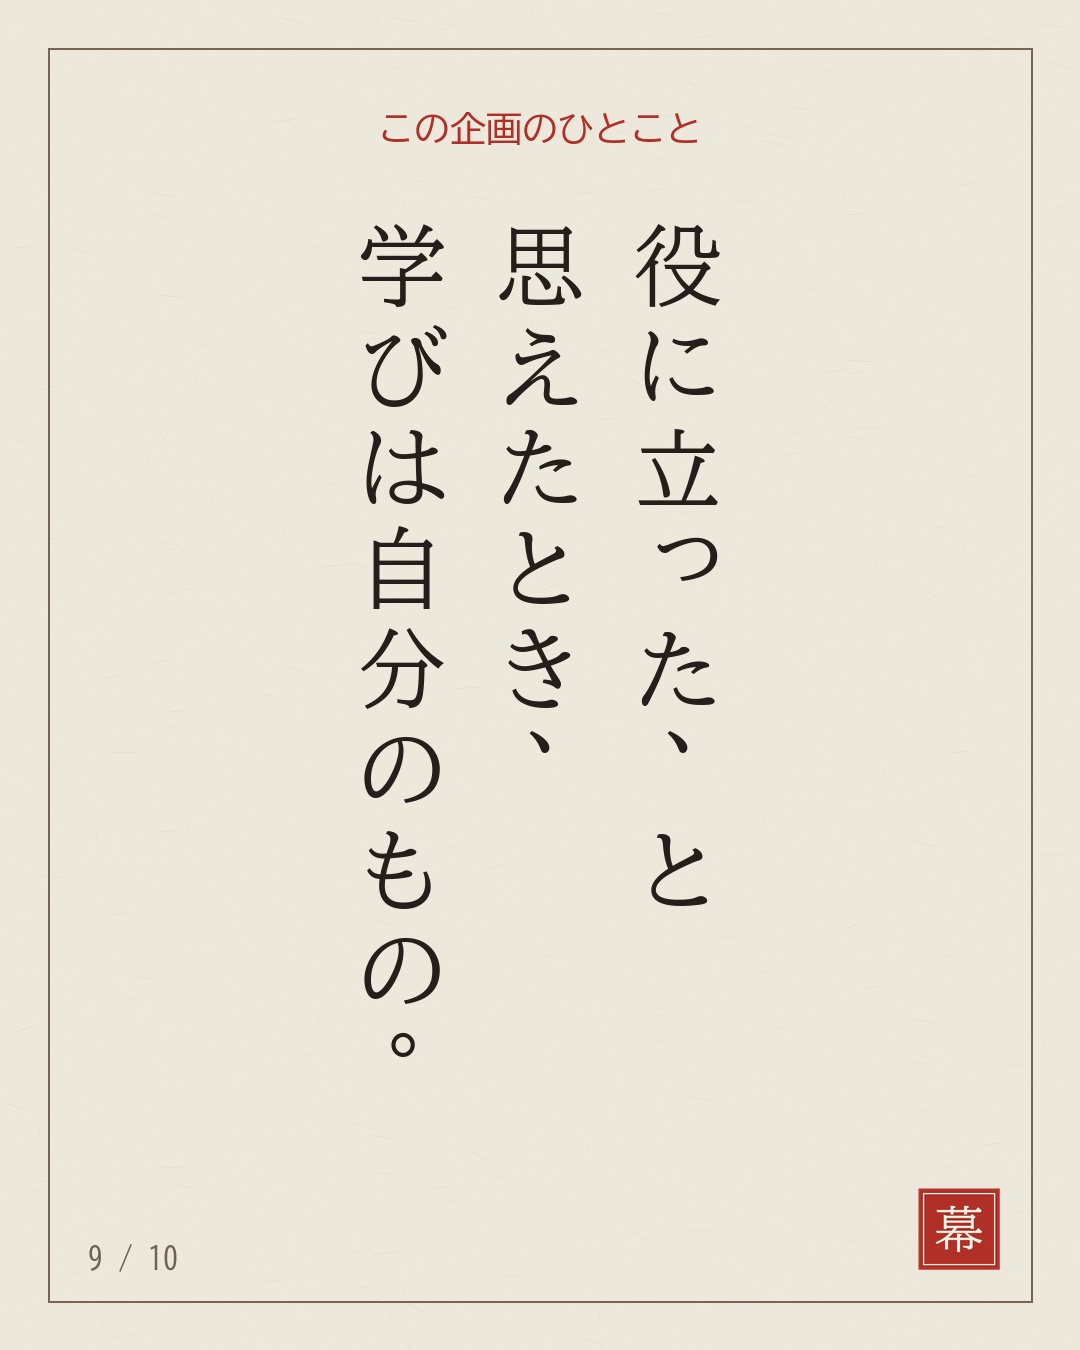 この企画のひとこと
役に立った、と
思えたとき、
学びは自分のもの。
9 / 10
幕